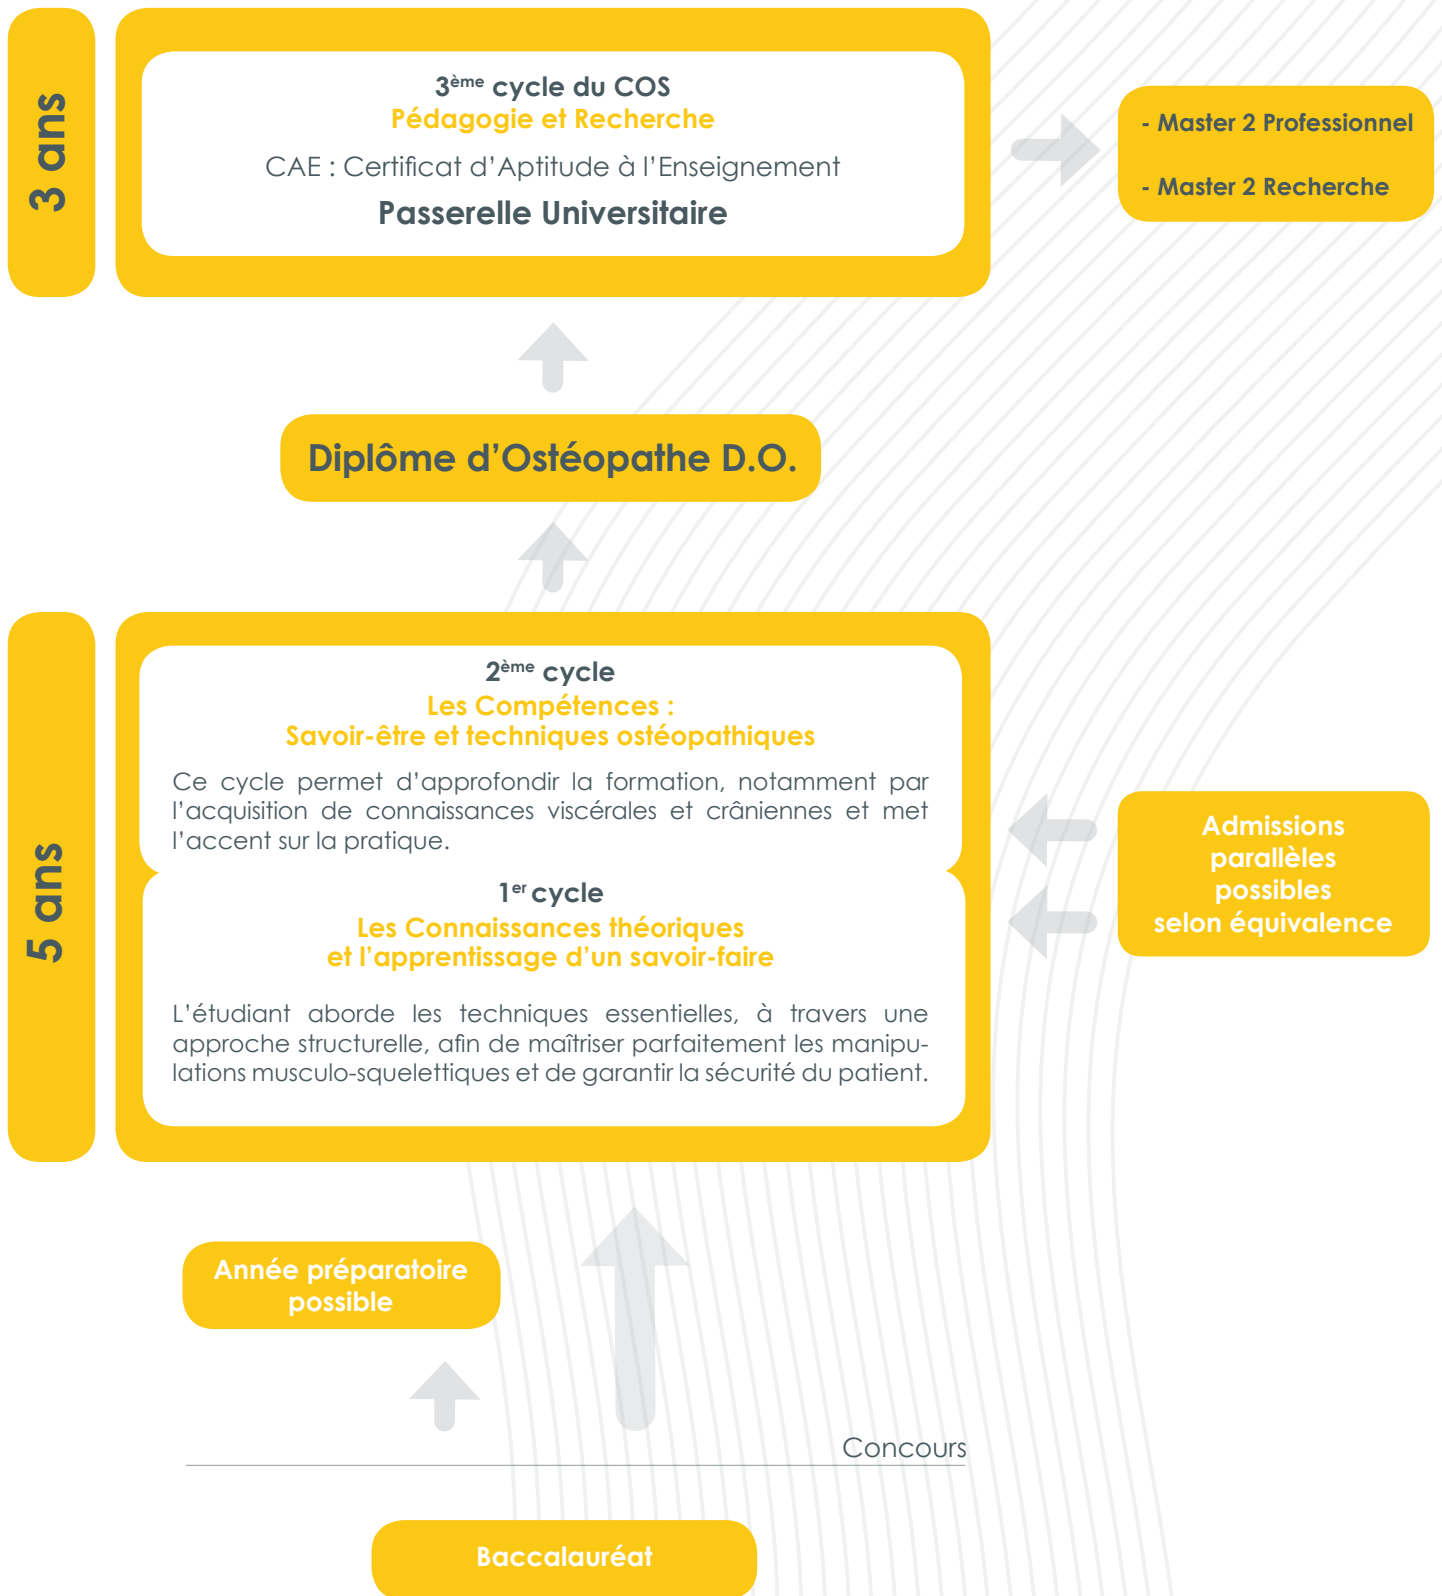 3 ans
3ème cycle du COS
Pédagogie et Recherche
CAE : Certificat d’Aptitude à l’Enseignement
Passerelle Universitaire
- Master 2 Professionnel
- Master 2 Recherche
Diplôme d’Ostéopathe D.O.
5 ans
2ème cycle
Les Compétences :
Savoir-être et techniques ostéopathiques
Ce cycle permet d’approfondir la formation, notamment par
l’acquisition de connaissances viscérales et crâniennes et met
l’accent sur la pratique.
1er cycle
Les Connaissances théoriques
et l’apprentissage d’un savoir-faire
L’étudiant aborde les techniques essentielles, à travers une
approche structurelle, afin de maîtriser parfaitement les manipu-
lations musculo-squelettiques et de garantir la sécurité du patient.
Admissions
parallèles
possibles
selon équivalence
Année préparatoire
possible
Concours
Baccalauréat